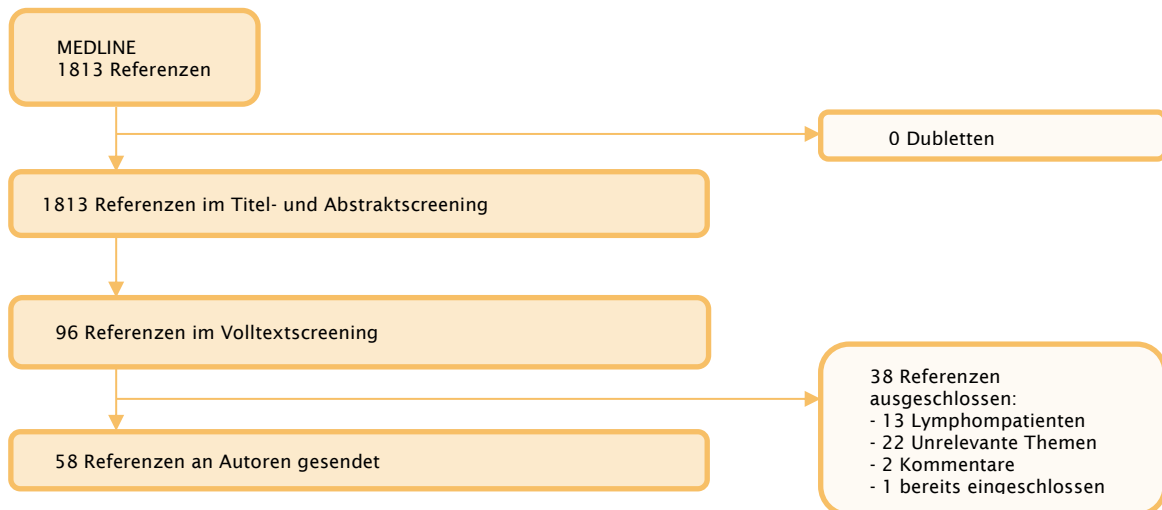 MEDLINE
1813 Referenzen
0 Dubletten
1813 Referenzen im Titel- und Abstraktscreening
96 Referenzen im Volltextscreening
38 Referenzen
ausgeschlossen:
- 13 Lymphompatienten
- 22 Unrelevante Themen
- 2 Kommentare
- 1 bereits eingeschlossen
58 Referenzen an Autoren gesendet